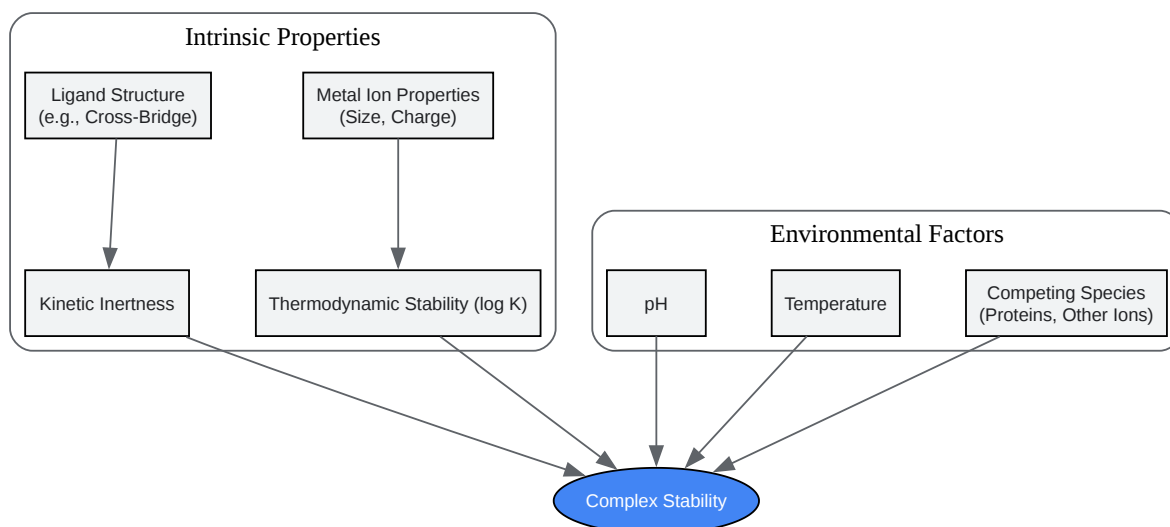 Intrinsic Properties
Ligand Structure
(e.g., Cross-Bridge)
Metal Ion Properties
(Size, Charge)
Kinetic Inertness
Thermodynamic Stability (log K)
Environmental Factors
pH
Temperature
Competing Species
(Proteins, Other Ions)
Complex Stability